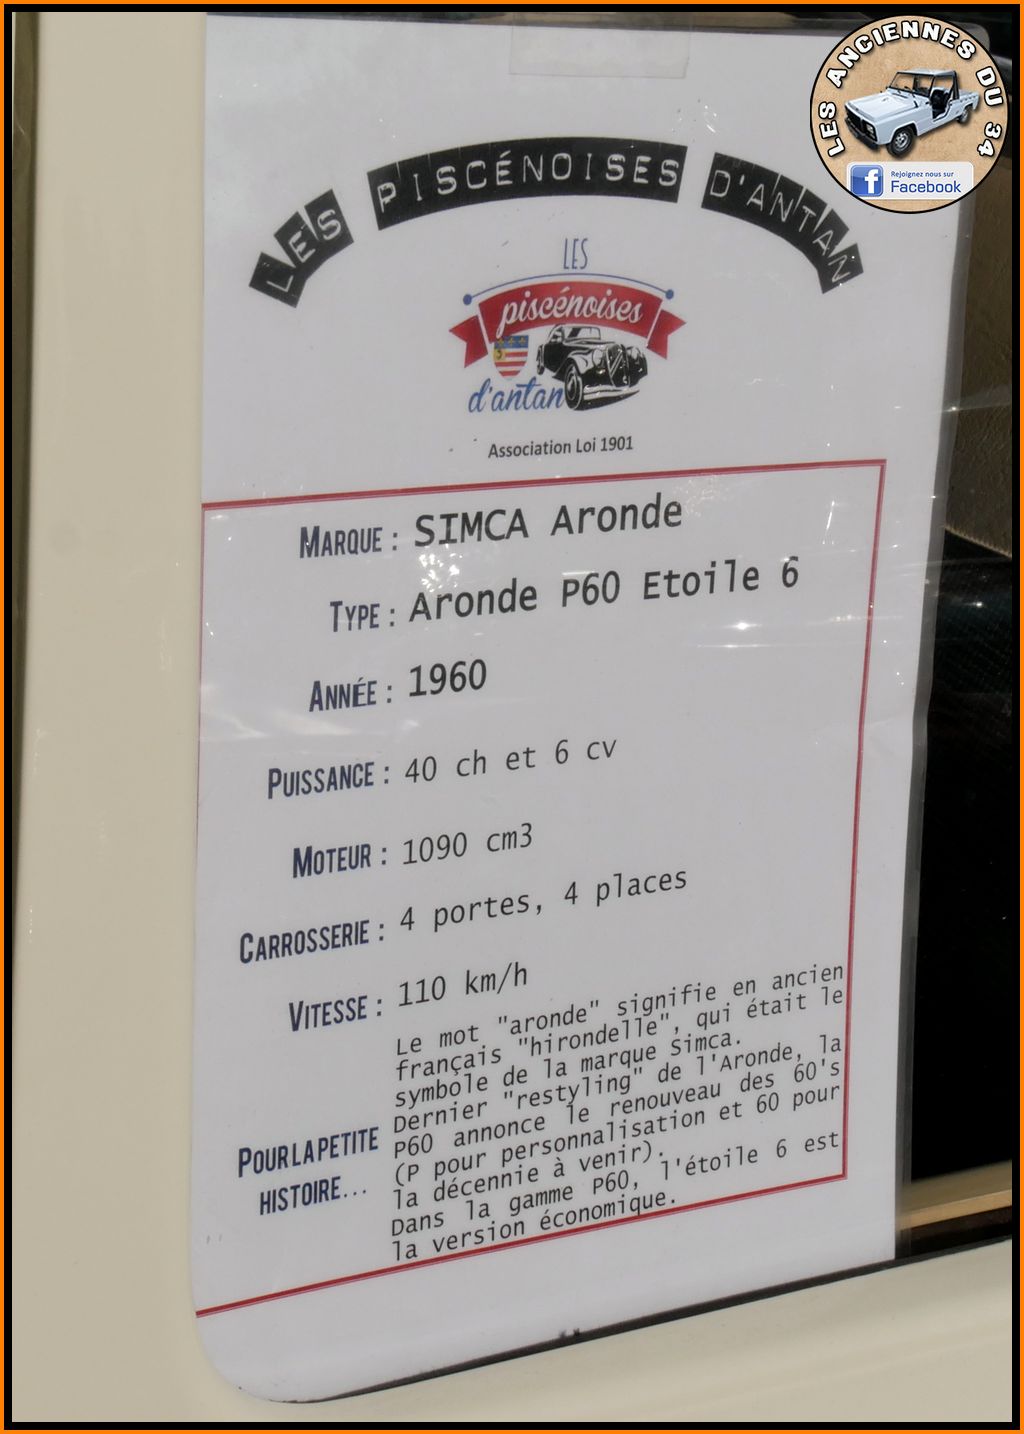 LES ANCIENNES DU 34
Rejoignez nous sur
Facebook
LES PISCÉNOISES D'ANTAN
LES
piscénoises
d'antan
Association Loi 1901
MARQUE : SIMCA Aronde
TYPE : Aronde P60 Etoile 6
ANNÉE : 1960
PUISSANCE : 40 ch et 6 cv
MOTEUR : 1090 cm3
CARROSSERIE : 4 portes, 4 places
VITESSE : 110 km/h
POUR LA PETITE
HISTOIRE...
Le mot "aronde" signifie en ancien
français "hirondelle", qui était le
symbole de la marque Simca.
Dernier "restyling" de l'Aronde, la
P60 annonce le renouveau des 60's
(P pour personnalisation et 60 pour
la décennie à venir).
Dans la gamme P60, l'étoile 6 est
la version économique.